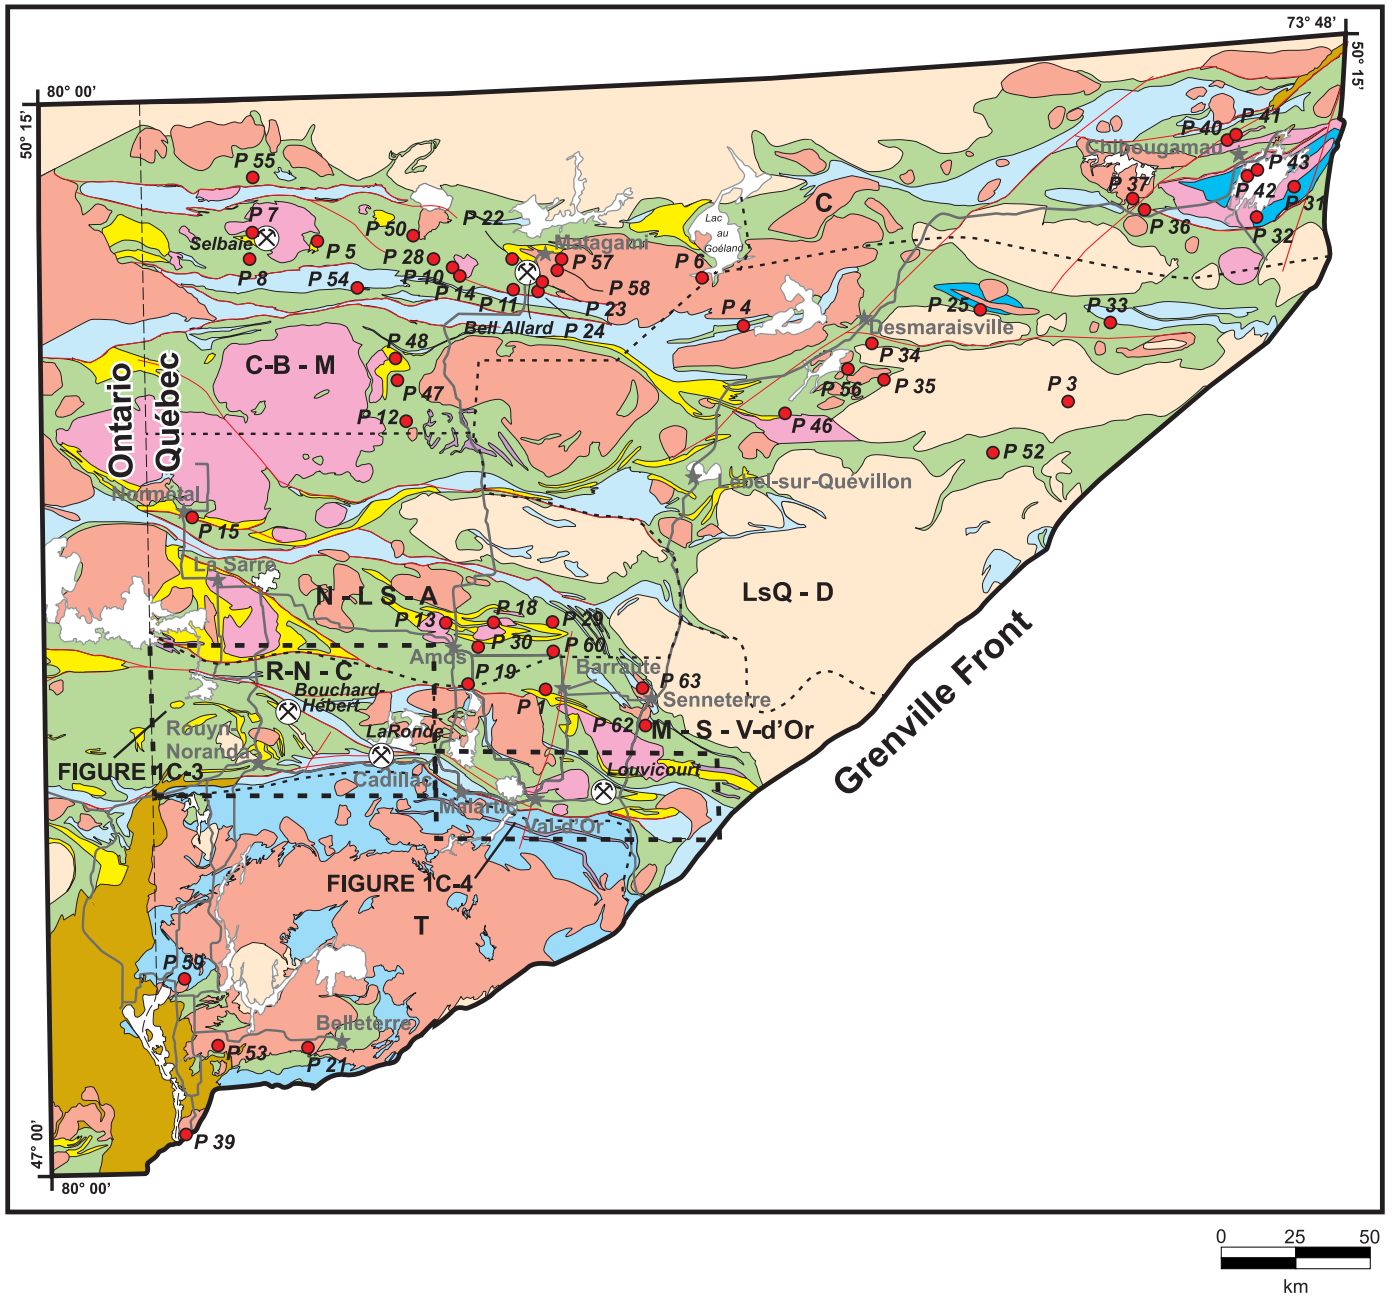 73° 48’
80° 00’
50° 15’
50° 15’
P 41
P 40
Chibougamau
P 55
P 43
P 37
P 42
C
P 7
P 22
P 31
P 50
Lac
au
Goéland
P 36
Selbaie
Matagami
P 32
P 5
P 28
P 57
P 6
P 8
P 54
P 10
P 58
P 14
P 11
P 23
P 25
P 33
P 4
Bell Allard
P 24
Desmaraisville
P 48
P 34
C-B - M
Ontario
Québec
P 47
P 56
P 35
P 3
P 12
P 46
P 52
Lebel-sur-Quévillon
Normétal
P 15
La Sarre
N - L S - A
LsQ - D
P 13
P 18
P 29
P 30
P 60
Amos
R-N - C
P 19
Barraute
Bouchard-
Hébert
P 63
P 1
Senneterre
Grenville Front
Rouyn-
Noranda
LaRonde
P 62
M - S - V-d’Or
FIGURE 1C-3
Louvicourt
Cadillac
Malartic
Val-d’Or
FIGURE 1C-4
T
P 59
Belleterre
P 53
P 21
P 39
47° 00’
80° 00’
0 25 50
km